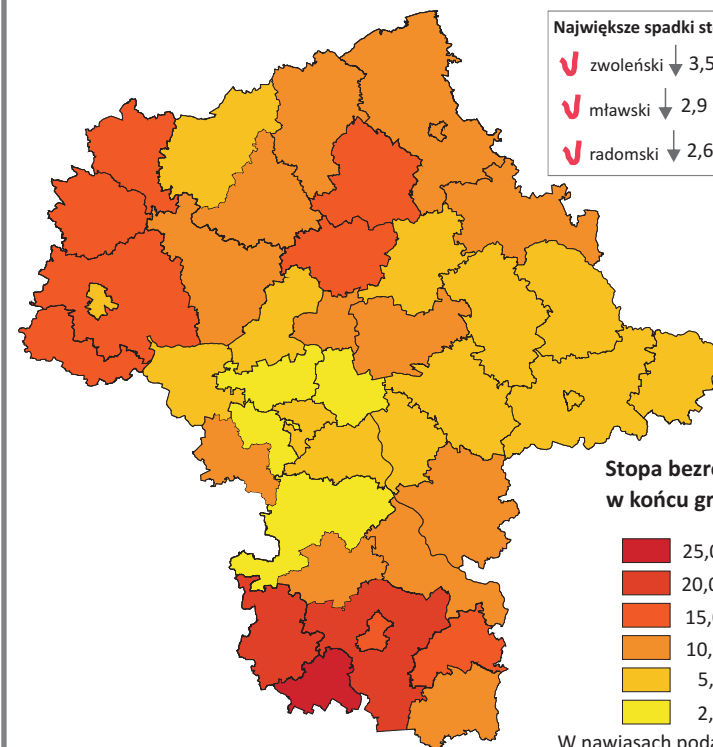 Największe spadki st
zwoleński 3,5
mławski 2,9
radomski 2,6
Stopa bezro
w końcu gr
25,0
20,0
15,0
10,
5,
2,
W nawiasach poda